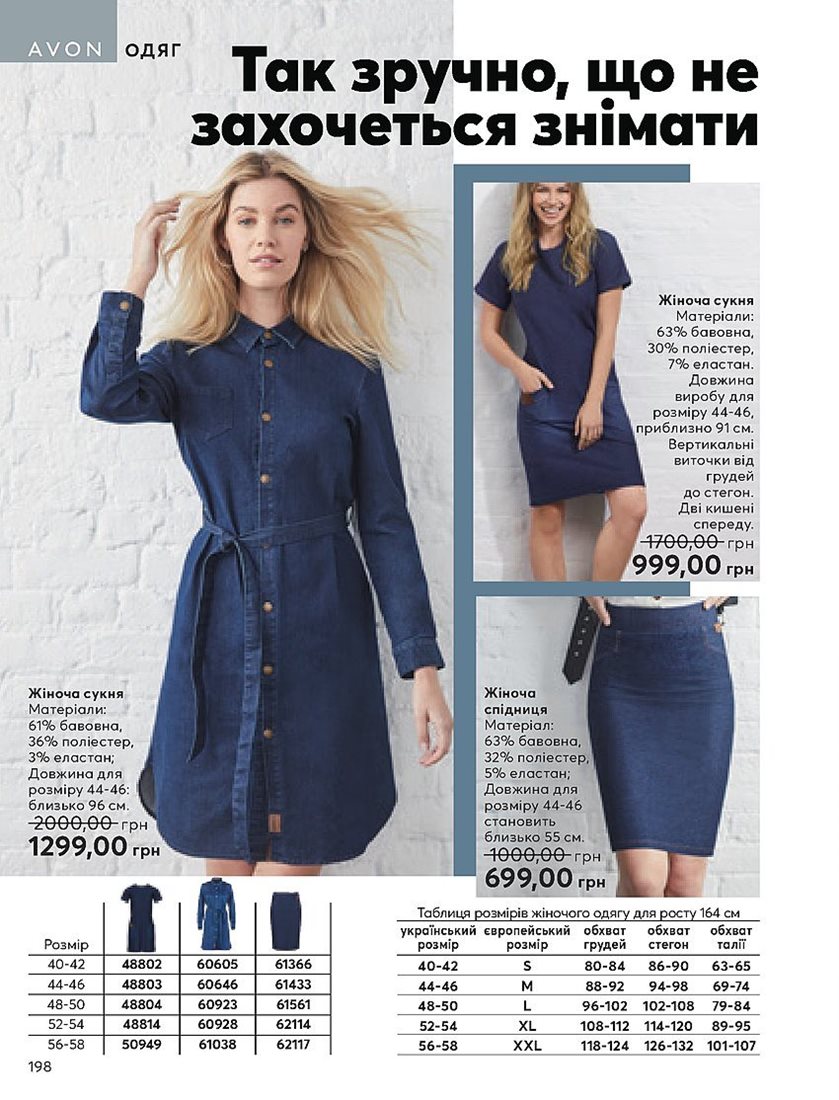 AVON ОДЯГ
Так зручно, що не
захочеться знімати
Жіноча сукня
Матеріали:
63% бавовна,
30% поліестер,
7% еластан.
Довжина
виробу для
розміру 44-46,
приблизно 91 см.
Вертикальні
виточки від
грудей
до стегон.
Дві кишені
спереду.
1700,00 грн
999,00 грн
Жіноча сукня
Матеріали:
61% бавовна,
36% поліестер,
3% еластан;
Довжина для
розміру 44-46:
близько 96 см.
2000,00 грн
1299,00 грн
Жіноча
спідниця
Матеріал:
63% бавовна,
32% поліестер,
5% еластан;
Довжина для
розміру 44-46
становить
близько 55 см.
1000,00 грн
699,00 грн
Розмір
40-42 48802 60605 61366
44-46 48803 60646 61433
48-50 48804 60923 61561
52-54 48814 60928 62114
56-58 50949 61038 62117
Таблиця розмірів жіночого одягу для росту 164 см
український європейський обхват обхват обхват
розмір розмір грудей стегон талії
40-42 S 80-84 86-90 63-65
44-46 M 88-92 94-98 69-74
48-50 L 96-102 102-108 79-84
52-54 XL 108-112 114-120 89-95
56-58 XXL 118-124 126-132 101-107
198